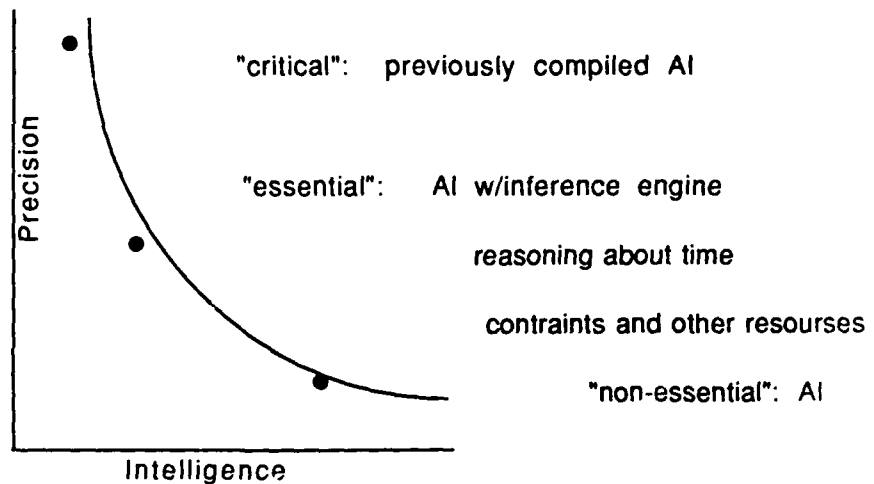 "critical": previously compiled AI
Precision
"essential": AI w/inference engine
reasoning about time
contraints and other resourses
"non-essential": AI
Intelligence